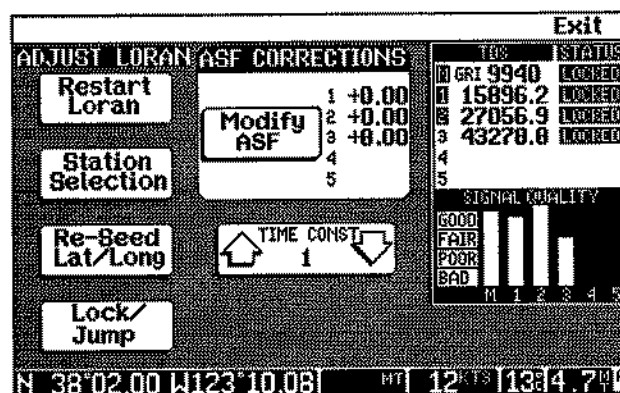 Exit
ADJUST LORAN
Restart
Loran
Station
Selection
Re-Seed
Lat/Long
Lock/
Jump
ASF CORRECTIONS
Modify
ASF
1 +0.00
2 +0.00
3 +0.00
4
5
TIME CONST
1
TDS STATUS
M GRI 9940 LOCKED
1 15896.2 LOCKED
2 27056.9 LOCKED
3 43270.0 LOCKED
4
5
SIGNAL QUALITY
GOOD
FAIR
POOR
BAD
M 1 2 3 4 5
N 38°02.00 W123°10.08 MT 12 KTS 13 4.7